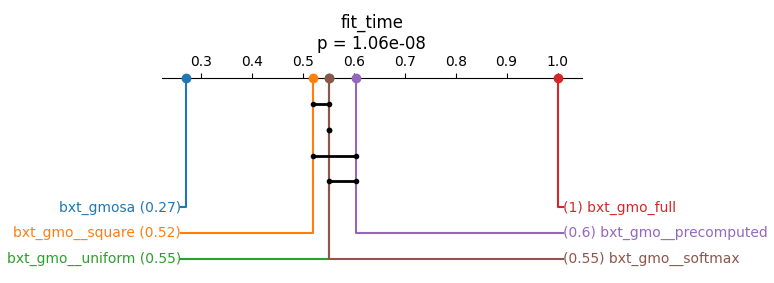 fit_time
p = 1.06e-08
0.3 0.4 0.5 0.6 0.7 0.8 0.9 1.0
bxt_gmosa (0.27) (1) bxt_gmo_full
bxt_gmo__square (0.52) (0.6) bxt_gmo__precomputed
bxt_gmo__uniform (0.55) (0.55) bxt_gmo__softmax